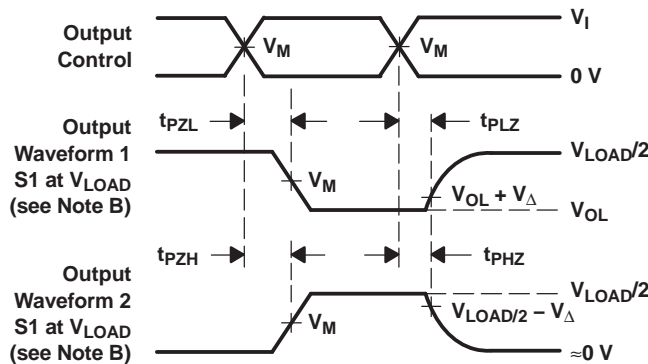 Output
Control
V_M
V_M
V_I
0 V
Output
Waveform 1
S1 at V_LOAD
(see Note B)
t_PZL
t_PLZ
V_LOAD/2
V_M
V_OL + V_Δ
V_OL
Output
Waveform 2
S1 at V_LOAD
(see Note B)
t_PZH
t_PHZ
V_LOAD/2
V_M
V_LOAD/2 − V_Δ
≈0 V